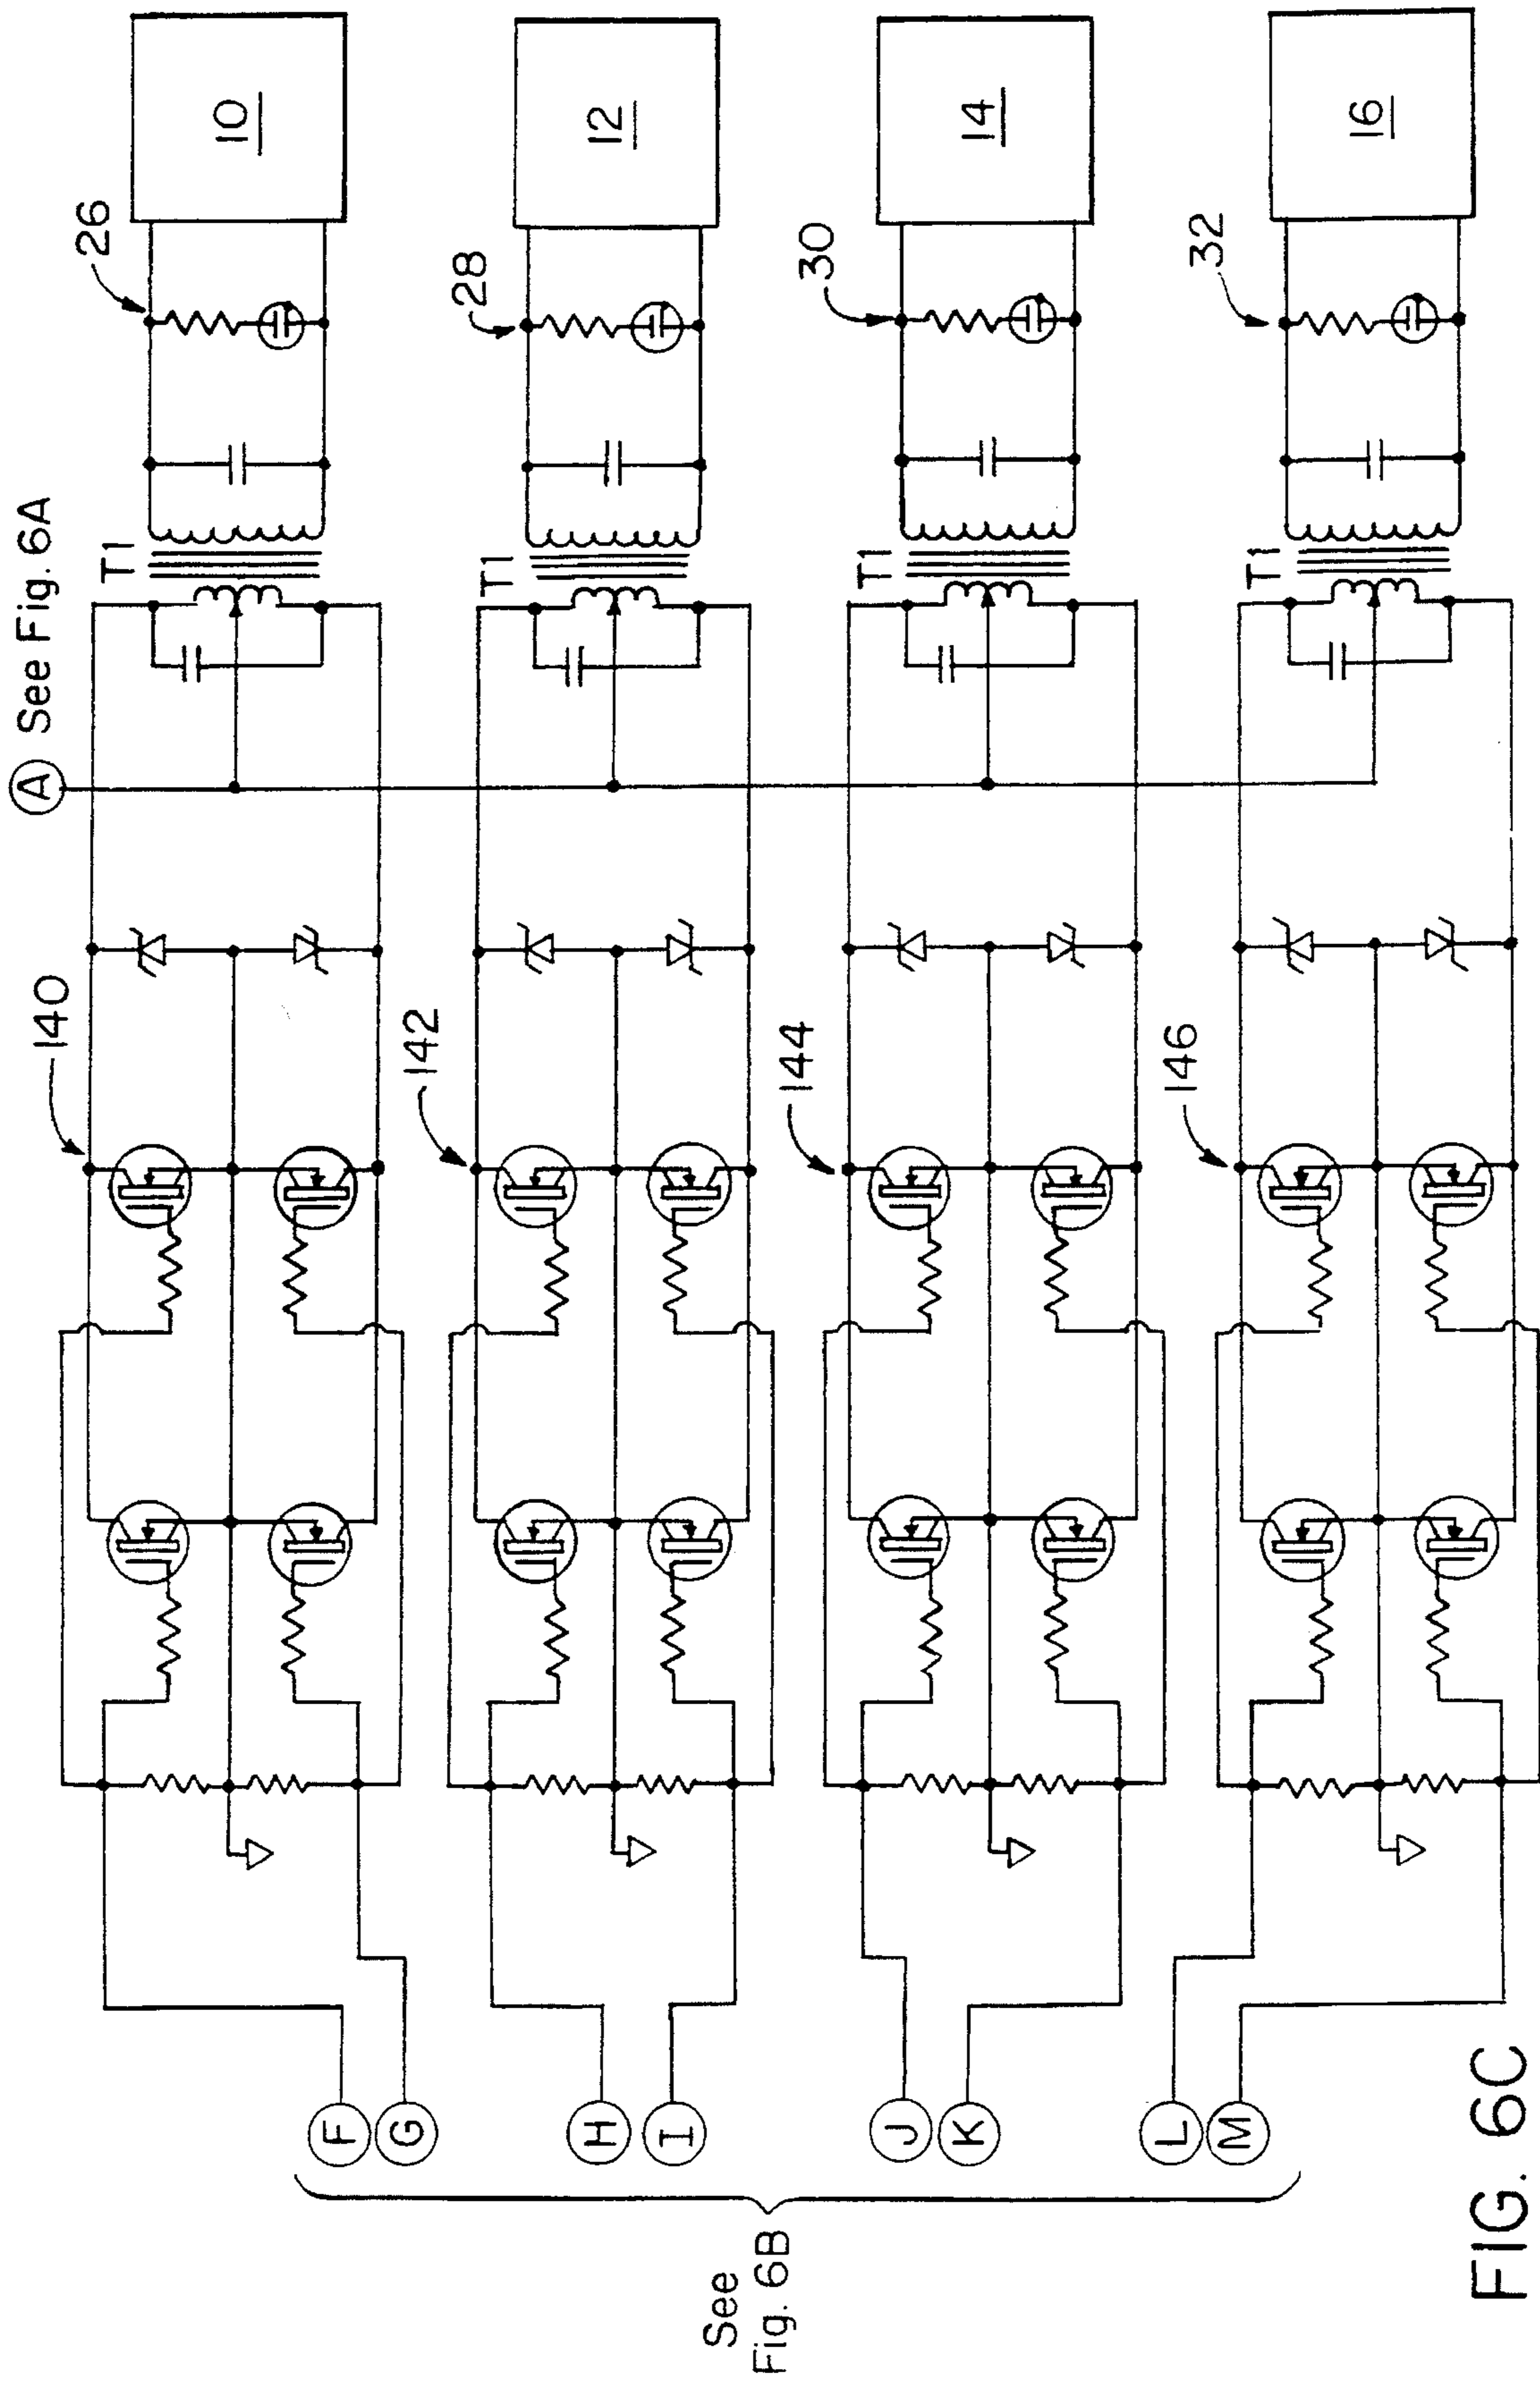 A See Fig. 6A
T1
26
10
140
F
G
T1
28
12
142
H
I
T1
30
14
144
J
K
T1
32
16
146
L
M
See
Fig. 6B
FIG. 6C